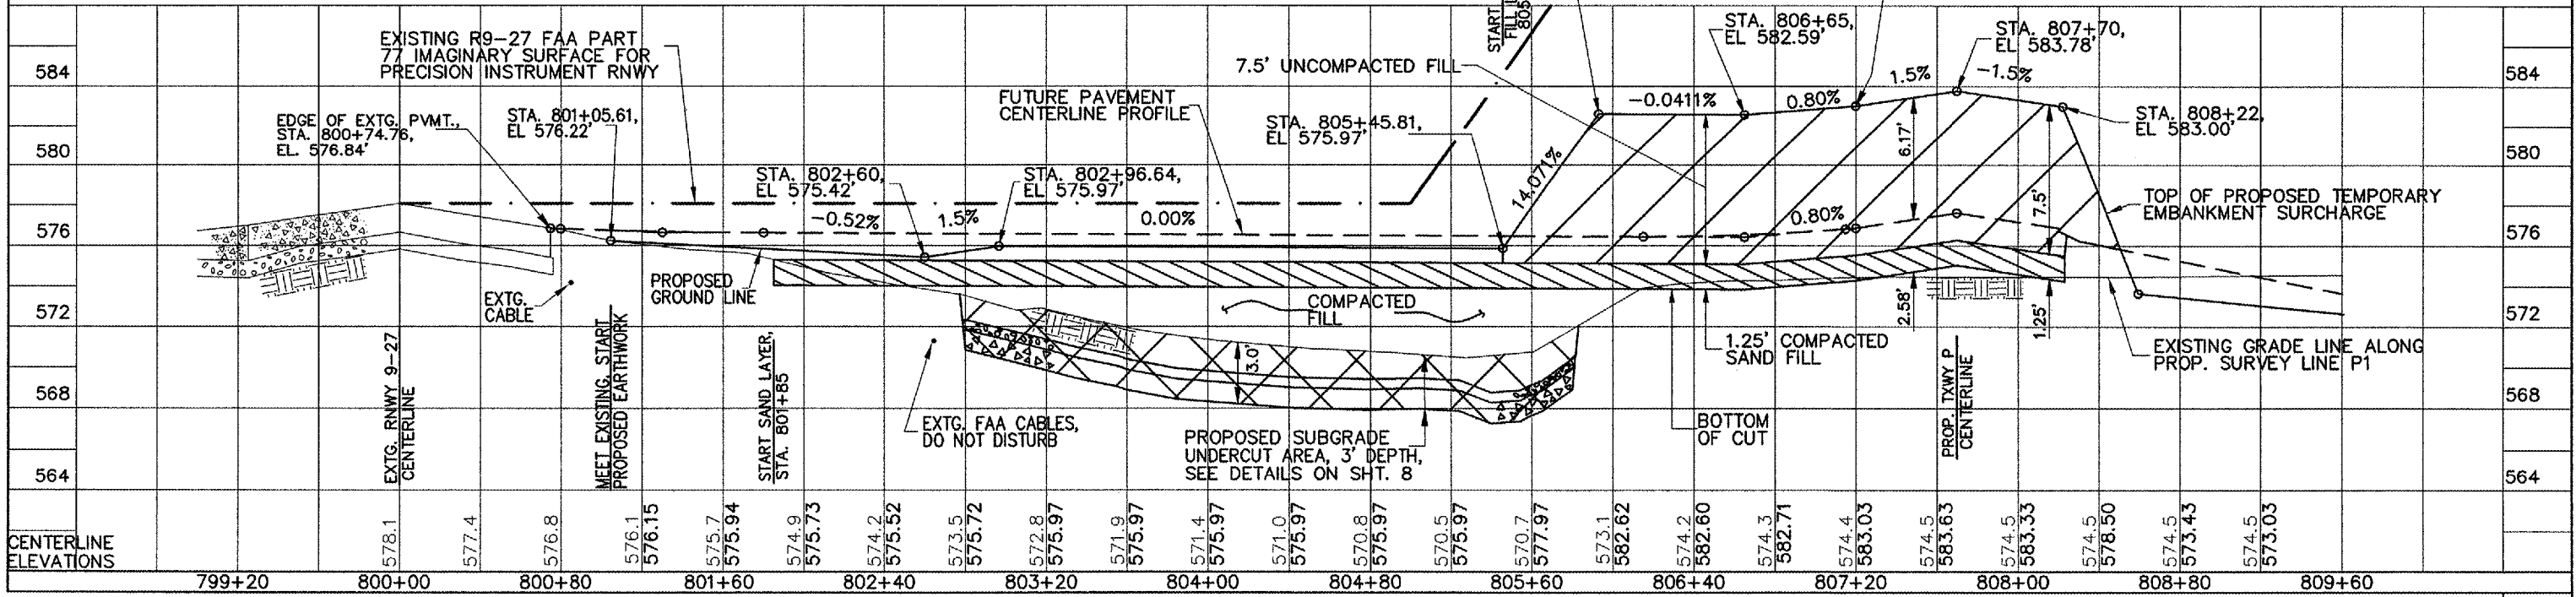 START
FILL
805
EXISTING R9-27 FAA PART
77 IMAGINARY SURFACE FOR
PRECISION INSTRUMENT RNWY
STA. 806+65,
EL 582.59'
STA. 807+70,
EL 583.78'
584
7.5' UNCOMPACTED FILL
1.5%
-1.5%
584
EDGE OF EXTG. PVMT.,
STA. 800+74.76,
EL. 576.84'
STA. 801+05.61,
EL 576.22'
FUTURE PAVEMENT
CENTERLINE PROFILE
STA. 805+45.81,
EL 575.97'
-0.0411%
0.80%
STA. 808+22,
EL 583.00'
580
6.17'
580
STA. 802+60,
EL 575.42'
STA. 802+96.64,
EL 575.97'
14.071%
7.5'
TOP OF PROPOSED TEMPORARY
EMBANKMENT SURCHARGE
576
-0.52%
1.5%
0.00%
0.80%
576
EXTG.
CABLE
PROPOSED
GROUND LINE
COMPACTED
FILL
2.58'
1.25'
572
572
EXTG. RNWY 9-27
CENTERLINE
MEET EXISTING, START
PROPOSED EARTHWORK
START SAND LAYER,
STA. 801+85
3.0'
1.25' COMPACTED
SAND FILL
PROP. TXWY P
CENTERLINE
EXISTING GRADE LINE ALONG
PROP. SURVEY LINE P1
568
568
EXTG. FAA CABLES,
DO NOT DISTURB
PROPOSED SUBGRADE
UNDERCUT AREA, 3' DEPTH,
SEE DETAILS ON SHT. 8
BOTTOM
OF CUT
564
564
CENTERLINE
ELEVATIONS
578.1
577.4
576.8
576.1
576.15
575.7
575.94
574.9
575.73
574.2
575.52
573.5
575.72
572.8
575.97
571.9
575.97
571.4
575.97
571.0
575.97
570.8
575.97
570.5
575.97
570.7
577.97
573.1
582.62
574.2
582.60
574.3
582.71
574.4
583.03
574.5
583.63
574.5
583.33
574.5
578.50
574.5
573.43
574.5
573.03
799+20
800+00
800+80
801+60
802+40
803+20
804+00
804+80
805+60
806+40
807+20
808+00
808+80
809+60